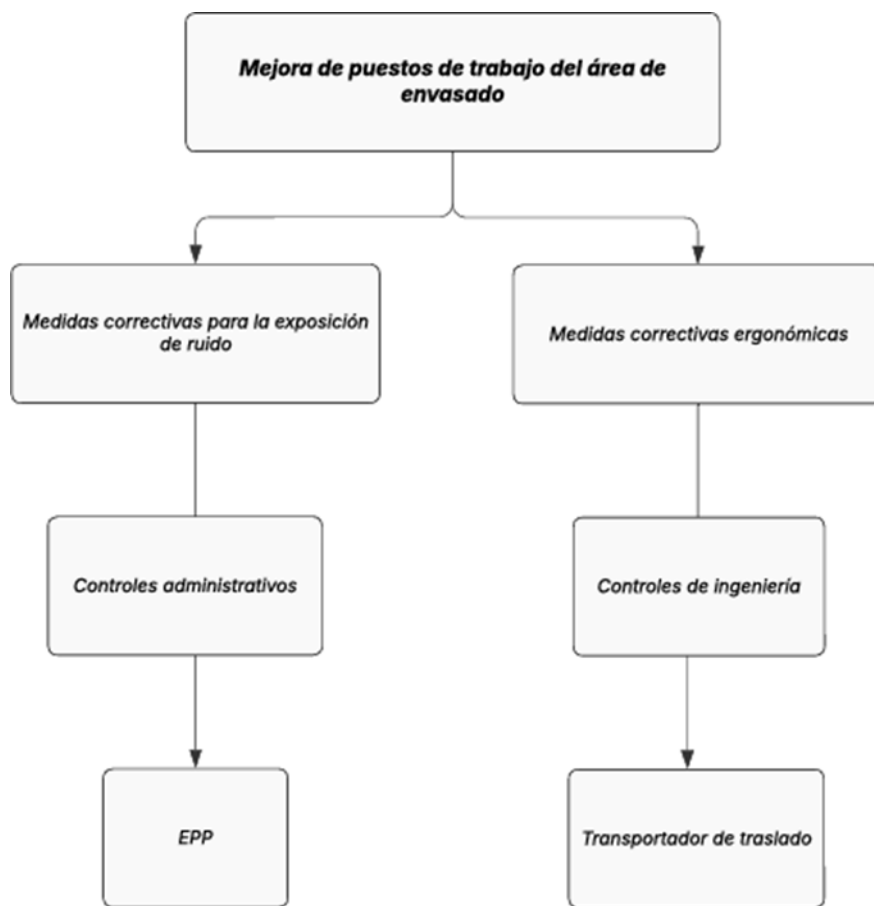 Mejora de puestos de trabajo del área de
envasado
Medidas correctivas para la exposición
de ruido
Medidas correctivas ergonómicas
Controles administrativos
Controles de ingeniería
EPP
Transportador de traslado